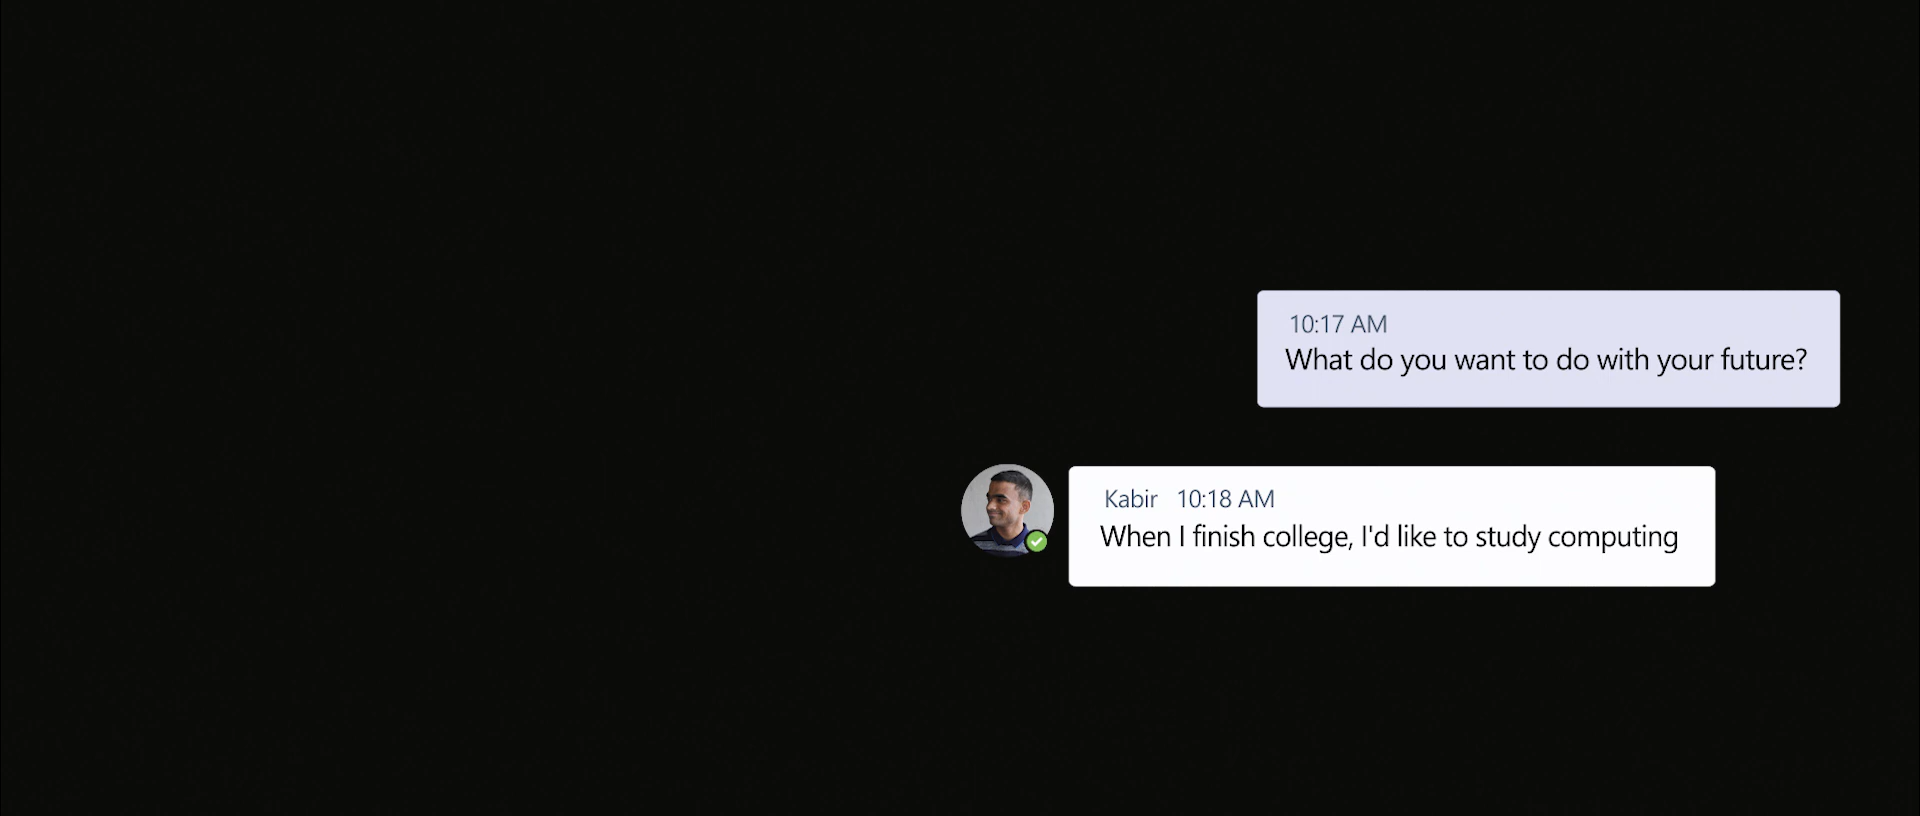 10:17 AM
What do you want to do with your future?
Kabir 10:18 AM
When I finish college, I'd like to study computing